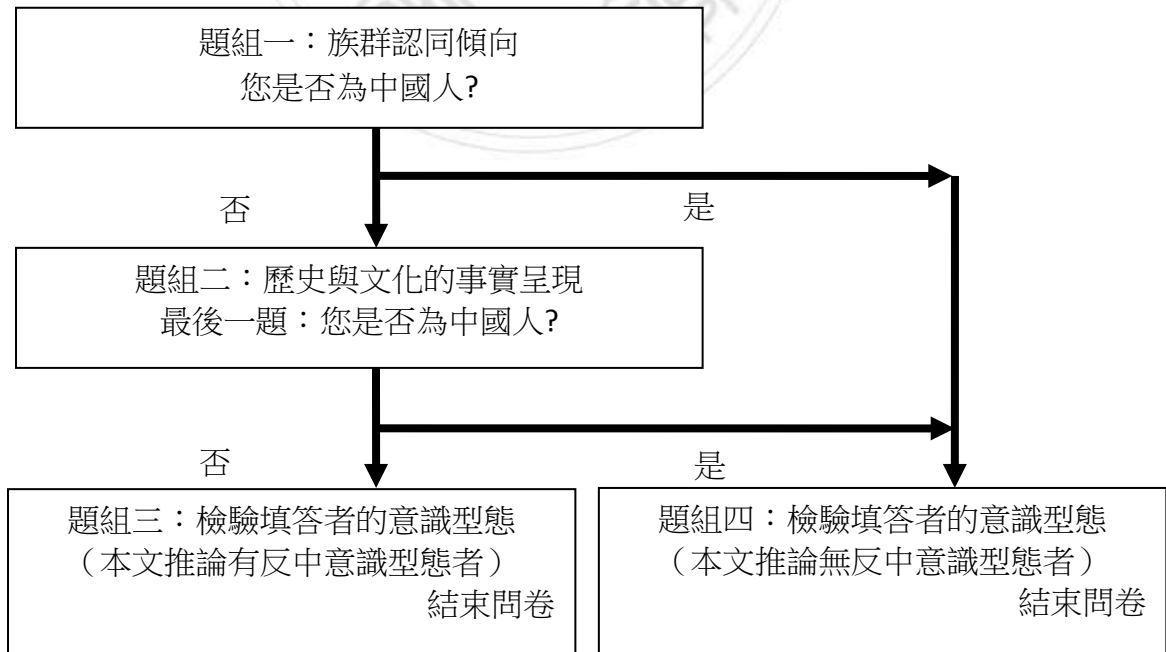 題組一：族群認同傾向
您是否為中國人?
否
是
題組二：歷史與文化的事實呈現
最後一題：您是否為中國人?
否
是
題組三：檢驗填答者的意識型態
（本文推論有反中意識型態者）
結束問卷
題組四：檢驗填答者的意識型態
（本文推論無反中意識型態者）
結束問卷